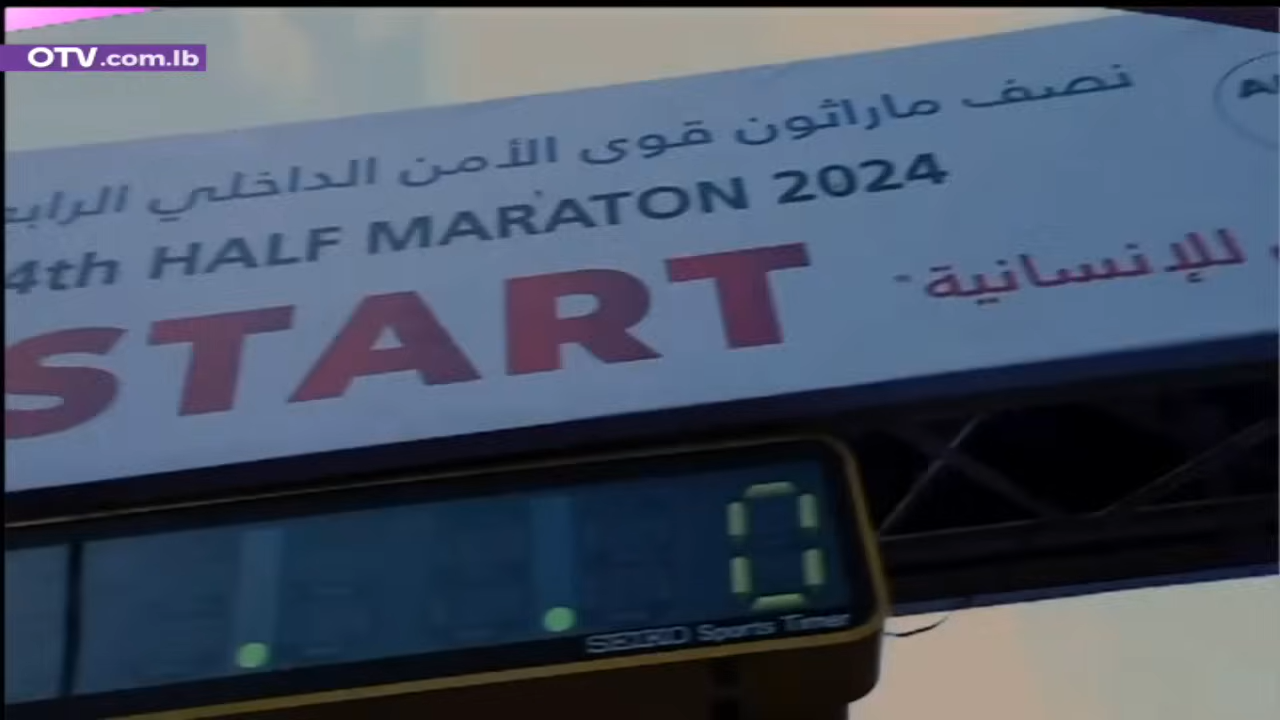 OTV.com.lb
نصف ماراثون قوى الأمن الداخلي
4th HALF MARATON 2024
START
للإنسانية"
0
SEIKO Sports Timer